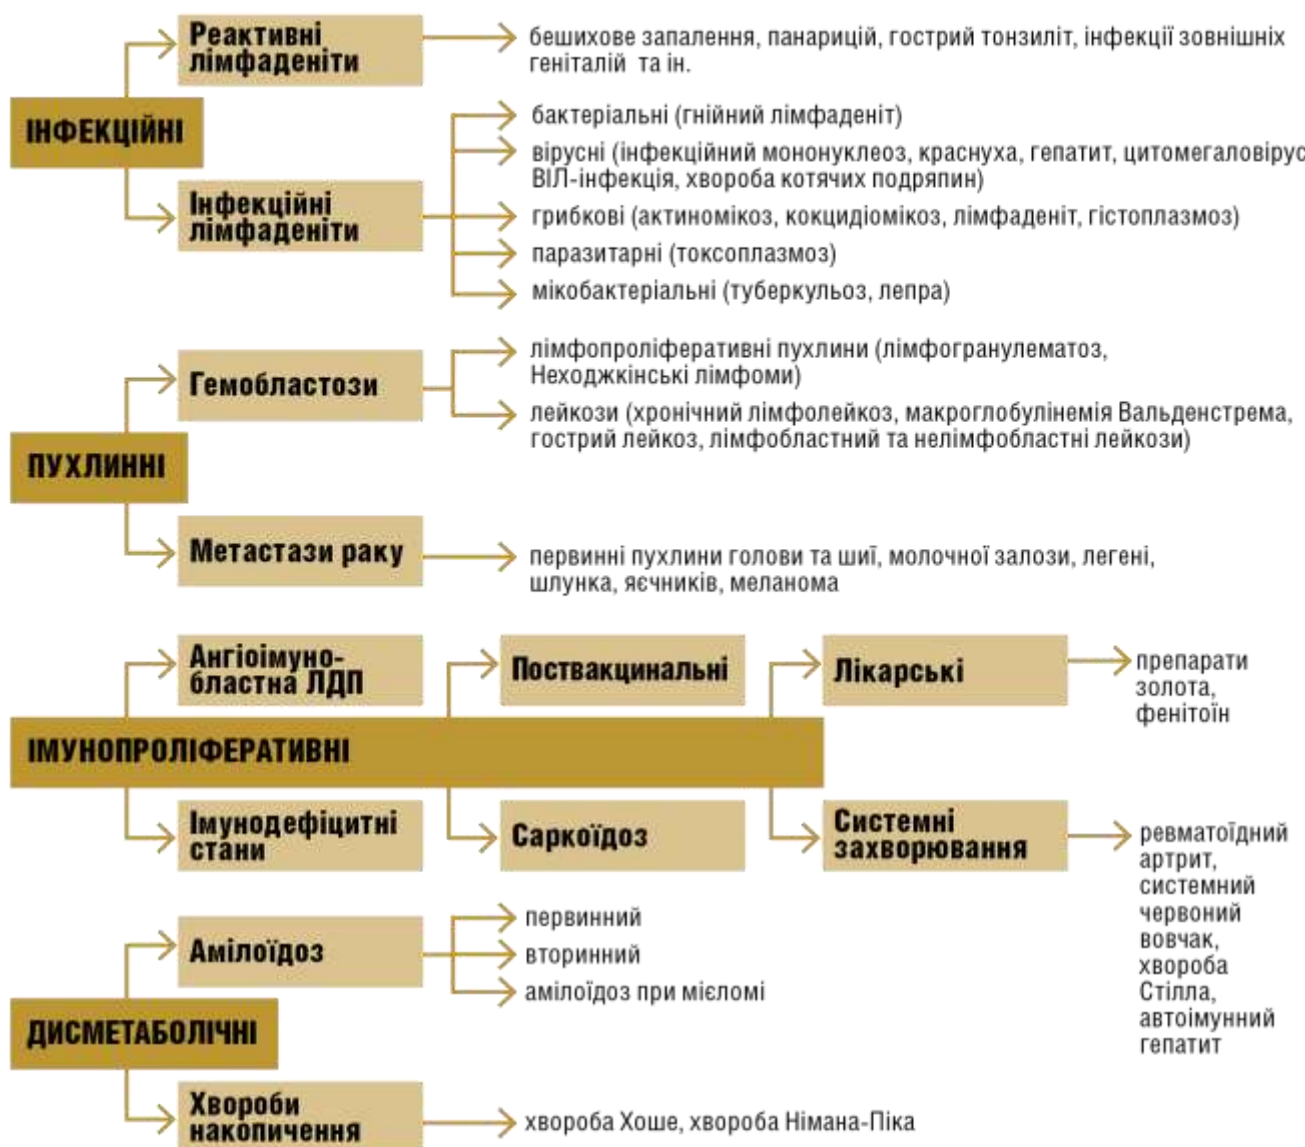 Реактивні
лімфаденіти
бешихове запалення, панарицій, гострий тонзиліт, інфекції зовнішніх
геніталій та ін.
ІНФЕКЦІЙНІ
Інфекційні
лімфаденіти
бактеріальні (гнійний лімфаденіт)
вірусні (інфекційний мононуклеоз, краснуха, гепатит, цитомегаловірус
ВІЛ-інфекція, хвороба котячих подряпин)
грибкові (актиномікоз, кокцидіомікоз, лімфаденіт, гістоплазмоз)
паразитарні (токсоплазмоз)
мікобактеріальні (туберкульоз, лепра)
Гемобластози
лімфопроліферативні пухлини (лімфогранулематоз,
Неходжкінські лімфоми)
лейкози (хронічний лімфолейкоз, макроглобулінемія Вальденстрема,
гострий лейкоз, лімфобластний та нелімфобластні лейкози)
ПУХЛИННІ
Метастази раку
первинні пухлини голови та шиї, молочної залози, легені,
шлунка, яєчників, меланома
Ангіоімуно-
бластна ЛДП
Поствакцинальні
Лікарські
препарати
золота,
фенітоїн
ІМУНОПРОЛІФЕРАТИВНІ
Імунодефіцитні
стани
Саркоїдоз
Системні
захворювання
ревматоїдний
артрит,
системний
червоний
вовчак,
хвороба
Стілла,
автоімунний
гепатит
Амілоїдоз
первинний
вторинний
амілоїдоз при мієломі
ДИСМЕТАБОЛІЧНІ
Хвороби
накопичення
хвороба Хоше, хвороба Німана-Піка